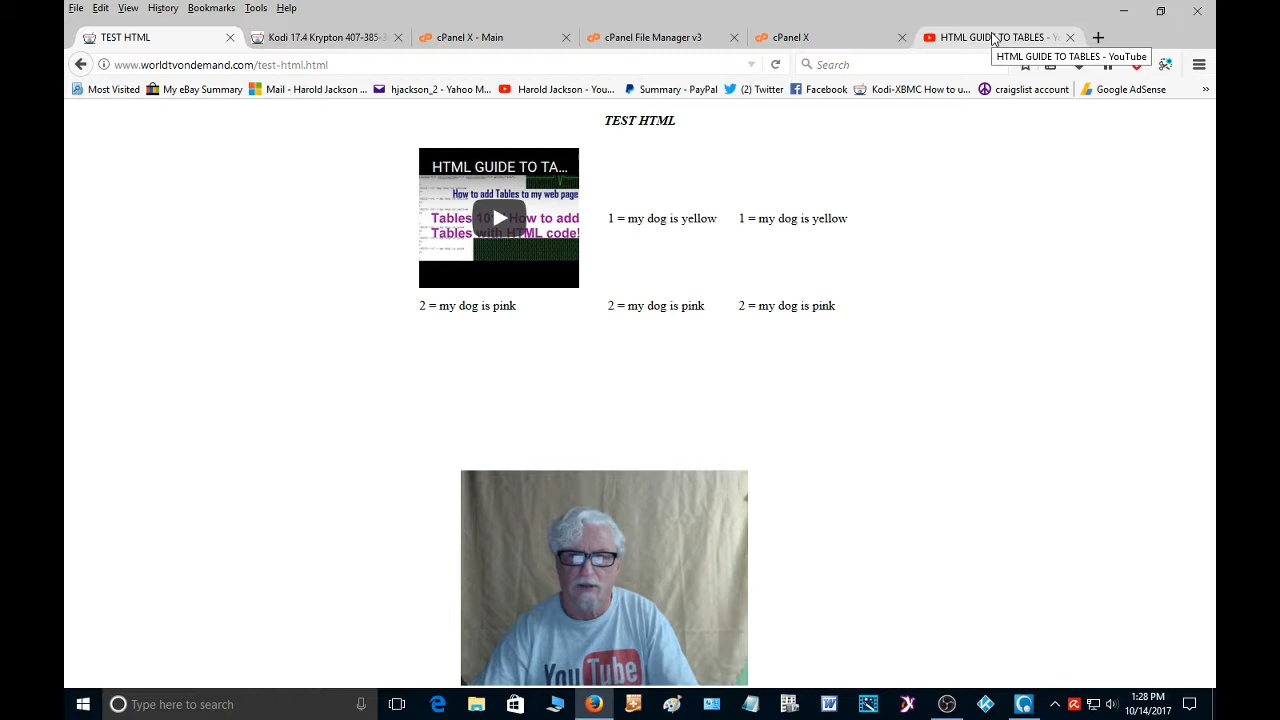 File Edit View History Bookmarks Tools Help
TEST HTML Kodi 17.4 Krypton 407-385-3 cPanel X - Main cPanel File Manager v3 cPanel X HTML GUIDE TO TABLES - Yo
www.worldtvondemand.com/test-html.html Search HTML GUIDE TO TABLES - YouTube
Most Visited My eBay Summary Mail - Harold Jackson ... hjackson_2 - Yahoo M... Harold Jackson - You... Summary - PayPal (2) Twitter Facebook Kodi-XBMC How to u... craigslist account Google AdSense
TEST HTML
HTML GUIDE TO TA...
How to add Tables to my web page
Tables 10 How to add
Tables with HTML code!
1 = my dog is yellow 1 = my dog is yellow
2 = my dog is pink 2 = my dog is pink 2 = my dog is pink
YouTube
Type here to search
1:28 PM
10/14/2017